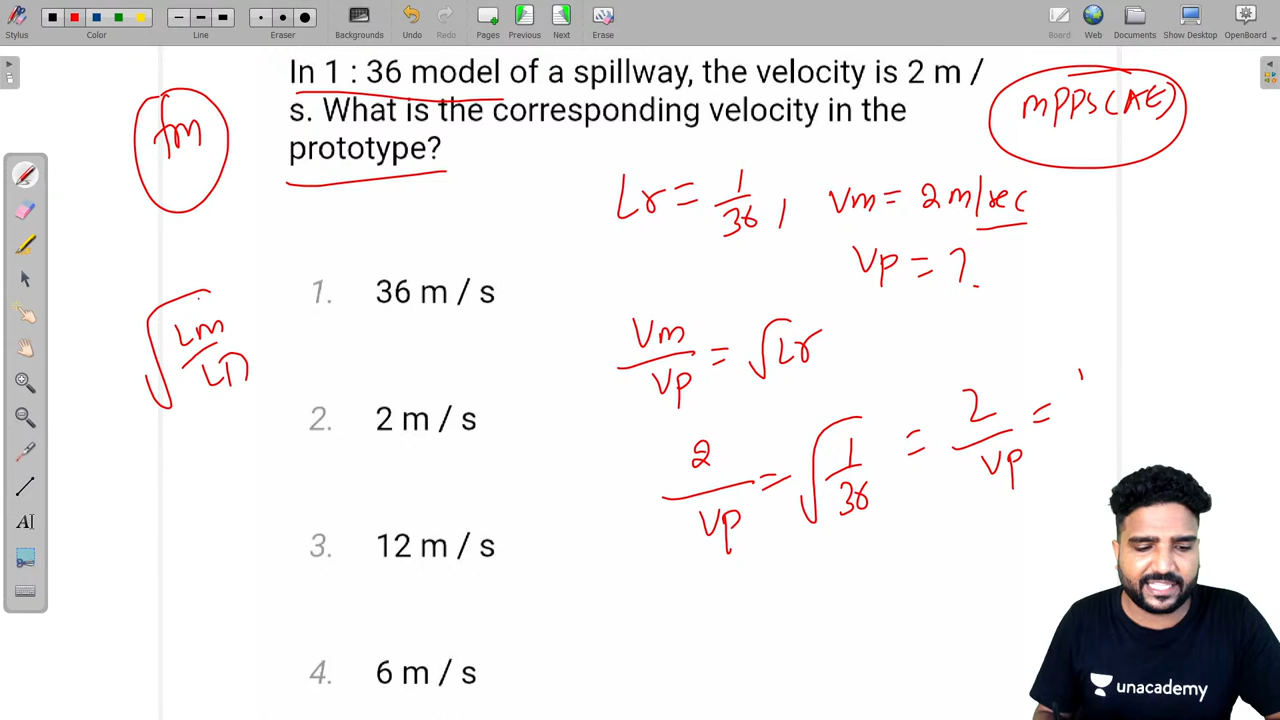 Stylus
Color
Line
Eraser
Backgrounds
Undo
Redo
Pages
Previous
Next
Erase
Board
Web
Documents
Show Desktop
OpenBoard
In 1 : 36 model of a spillway, the velocity is 2 m /
s. What is the corresponding velocity in the
prototype?
fm
MPPS(AE)
Lr = 1/36, Vm = 2m/sec
Vp = ?.
1. 36 m / s
√Lm/Lp
Vm/Vp = √Lr
2. 2 m / s
2/Vp = √1/36 = 2/Vp =
3. 12 m / s
4. 6 m / s
unacademy